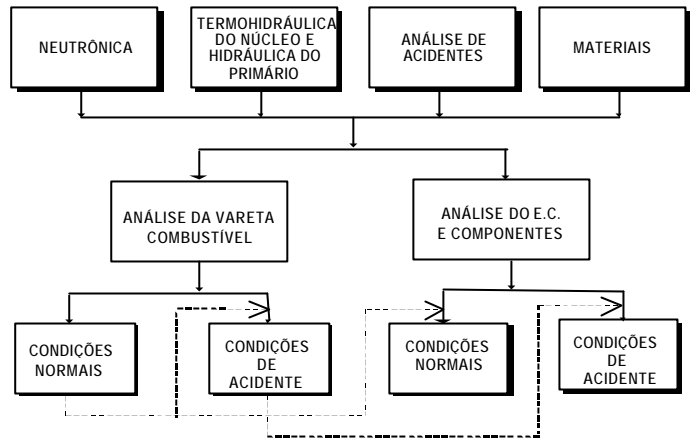 NEUTRÔNICA
TERMOHIDRÁULICA
DO NÚCLEO E
HIDRÁULICA DO
PRIMÁRIO
ANÁLISE DE
ACIDENTES
MATERIAIS
ANÁLISE DA VARETA
COMBUSTÍVEL
ANÁLISE DO E.C.
E COMPONENTES
CONDIÇÕES
NORMAIS
CONDIÇÕES
DE
ACIDENTE
CONDIÇÕES
NORMAIS
CONDIÇÕES
DE
ACIDENTE